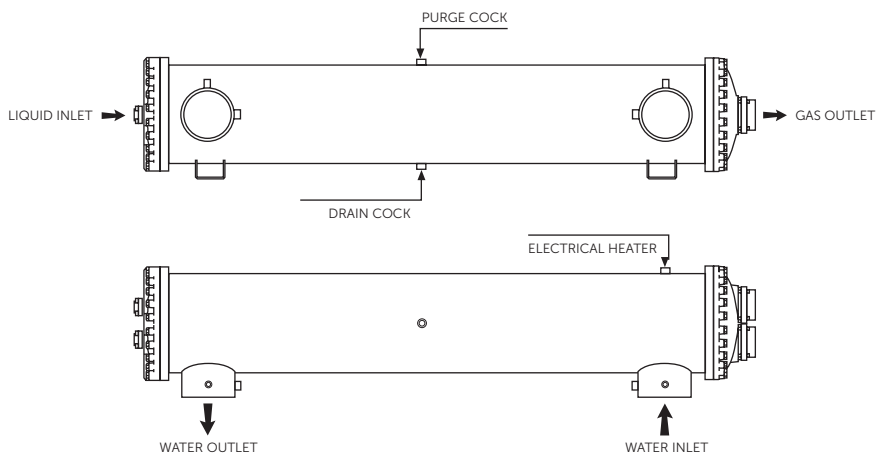 PURGE COCK
LIQUID INLET
GAS OUTLET
DRAIN COCK
ELECTRICAL HEATER
WATER OUTLET
WATER INLET